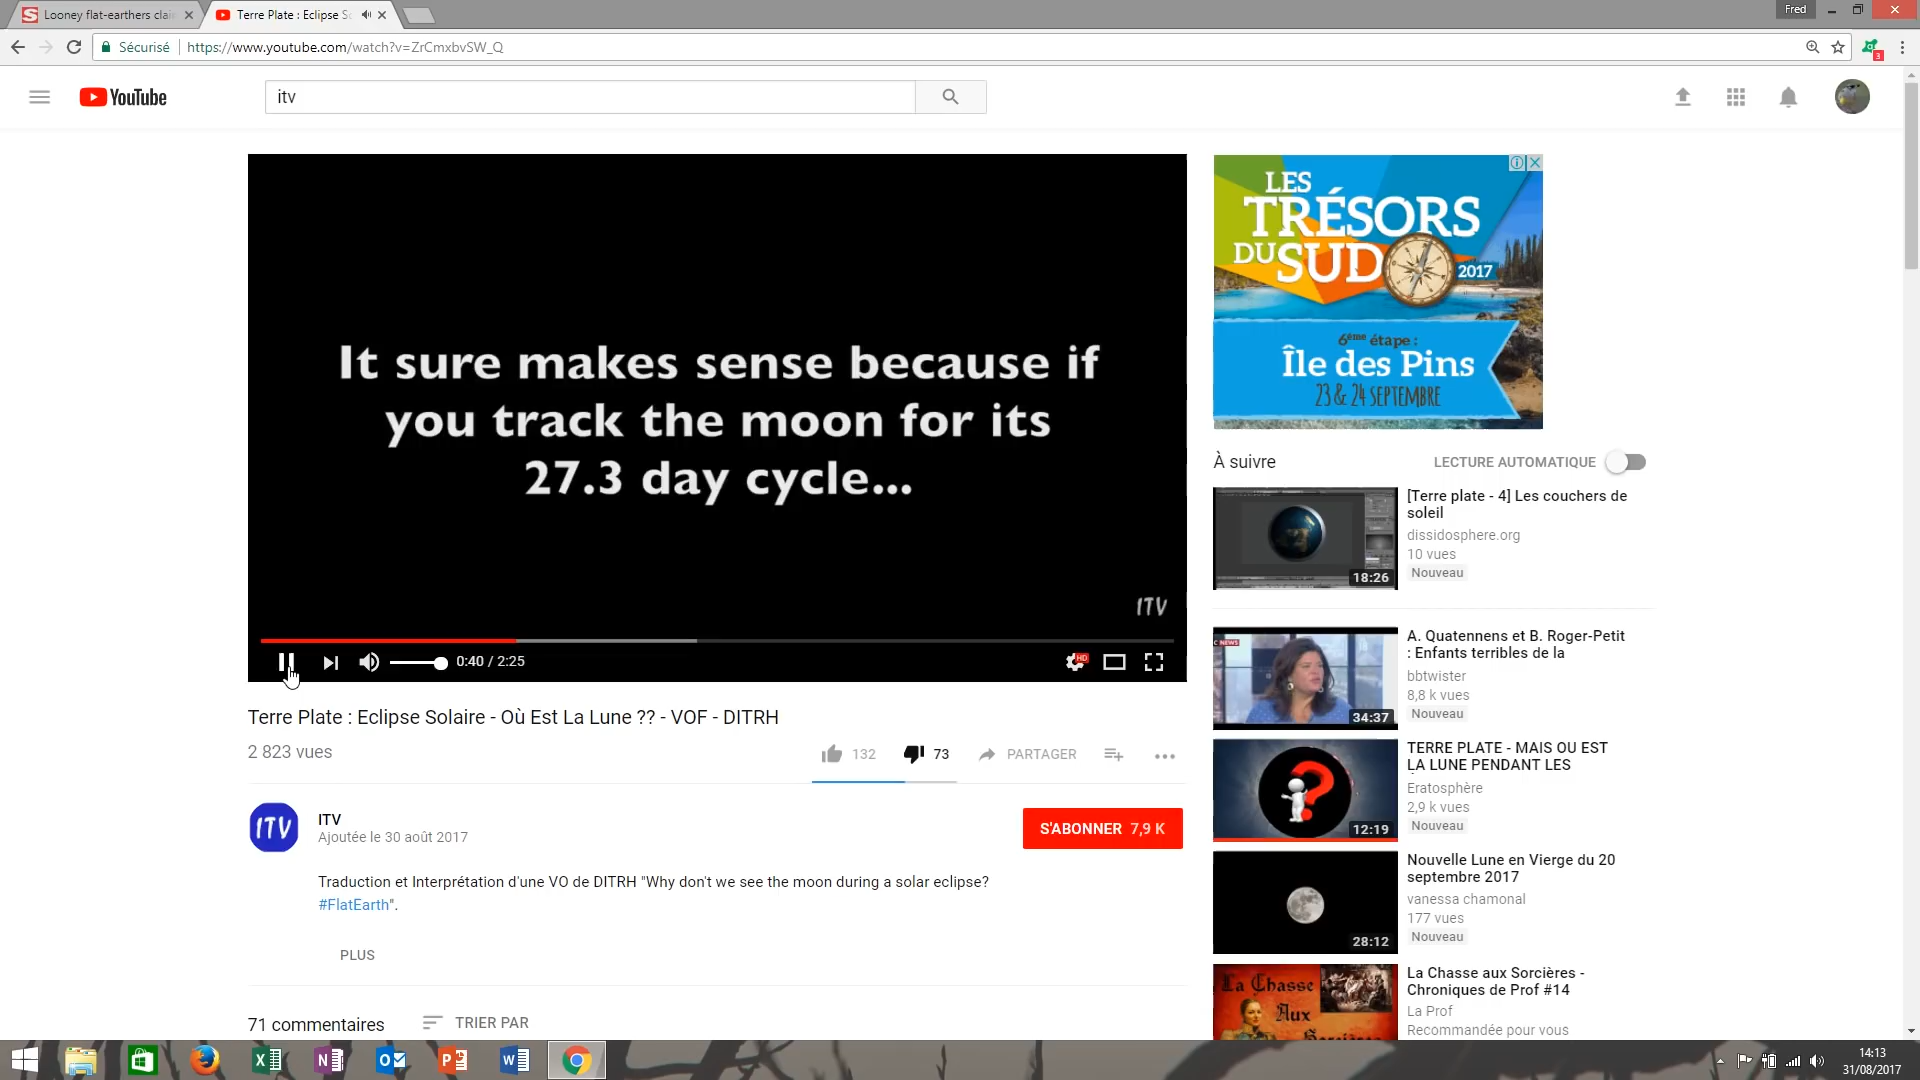 Looney flat-earthers clai
Terre Plate : Eclipse So
Fred
Sécurisé
https://www.youtube.com/watch?v=ZrCmxbvSW_Q
3
YouTube
itv
It sure makes sense because if
you track the moon for its
27.3 day cycle...
ITV
0:40 / 2:25
HD
Terre Plate : Eclipse Solaire - Où Est La Lune ?? - VOF - DITRH
2 823 vues
132
73
PARTAGER
ITV
ITV
Ajoutée le 30 août 2017
S'ABONNER 7,9 K
Traduction et Interprétation d'une VO de DITRH "Why don't we see the moon during a solar eclipse?
#FlatEarth".
PLUS
71 commentaires
TRIER PAR
LES
TRÉSORS
DU SUD
2017
6ème étape :
Île des Pins
23 & 24 SEPTEMBRE
À suivre
LECTURE AUTOMATIQUE
18:26
[Terre plate - 4] Les couchers de
soleil
dissidosphere.org
10 vues
Nouveau
NEWS
34:37
A. Quatennens et B. Roger-Petit
: Enfants terribles de la
bbtwister
8,8 k vues
Nouveau
12:19
TERRE PLATE - MAIS OU EST
LA LUNE PENDANT LES
Eratosphère
2,9 k vues
Nouveau
28:12
Nouvelle Lune en Vierge du 20
septembre 2017
vanessa chamonal
177 vues
Nouveau
La Chasse
Aux
La Chasse aux Sorcières -
Chroniques de Prof #14
La Prof
Recommandée pour vous
14:13
31/08/2017